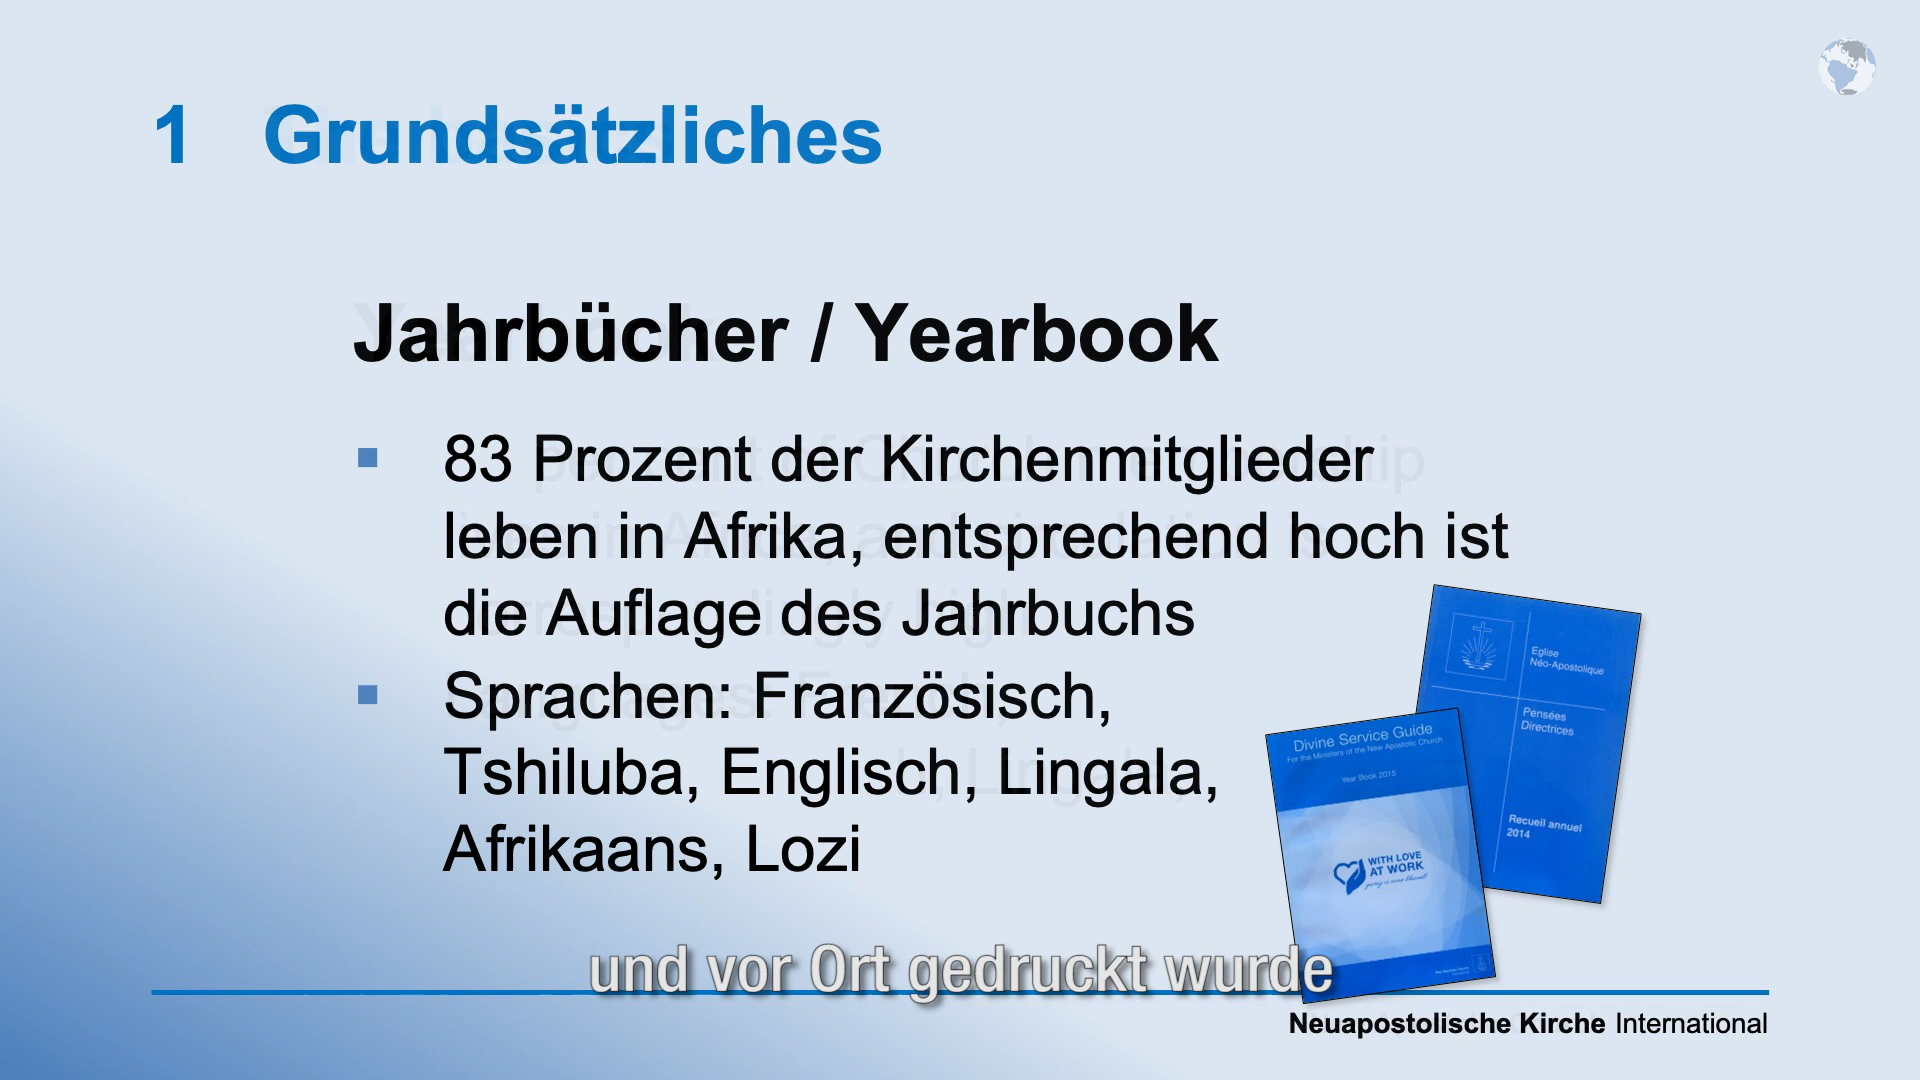 1 Grundsätzliches
Jahrbücher / Yearbook
83 Prozent der Kirchenmitglieder
leben in Afrika, entsprechend hoch ist
die Auflage des Jahrbuchs
Sprachen: Französisch,
Tshiluba, Englisch, Lingala,
Afrikaans, Lozi
Eglise
Néo-Apostolique
Pensées
Directrices
Recueil annuel
2014
Divine Service Guide
For the Ministers of the New Apostolic Church
Year Book 2015
WITH LOVE
AT WORK
und vor Ort gedruckt wurde
Neuapostolische Kirche International